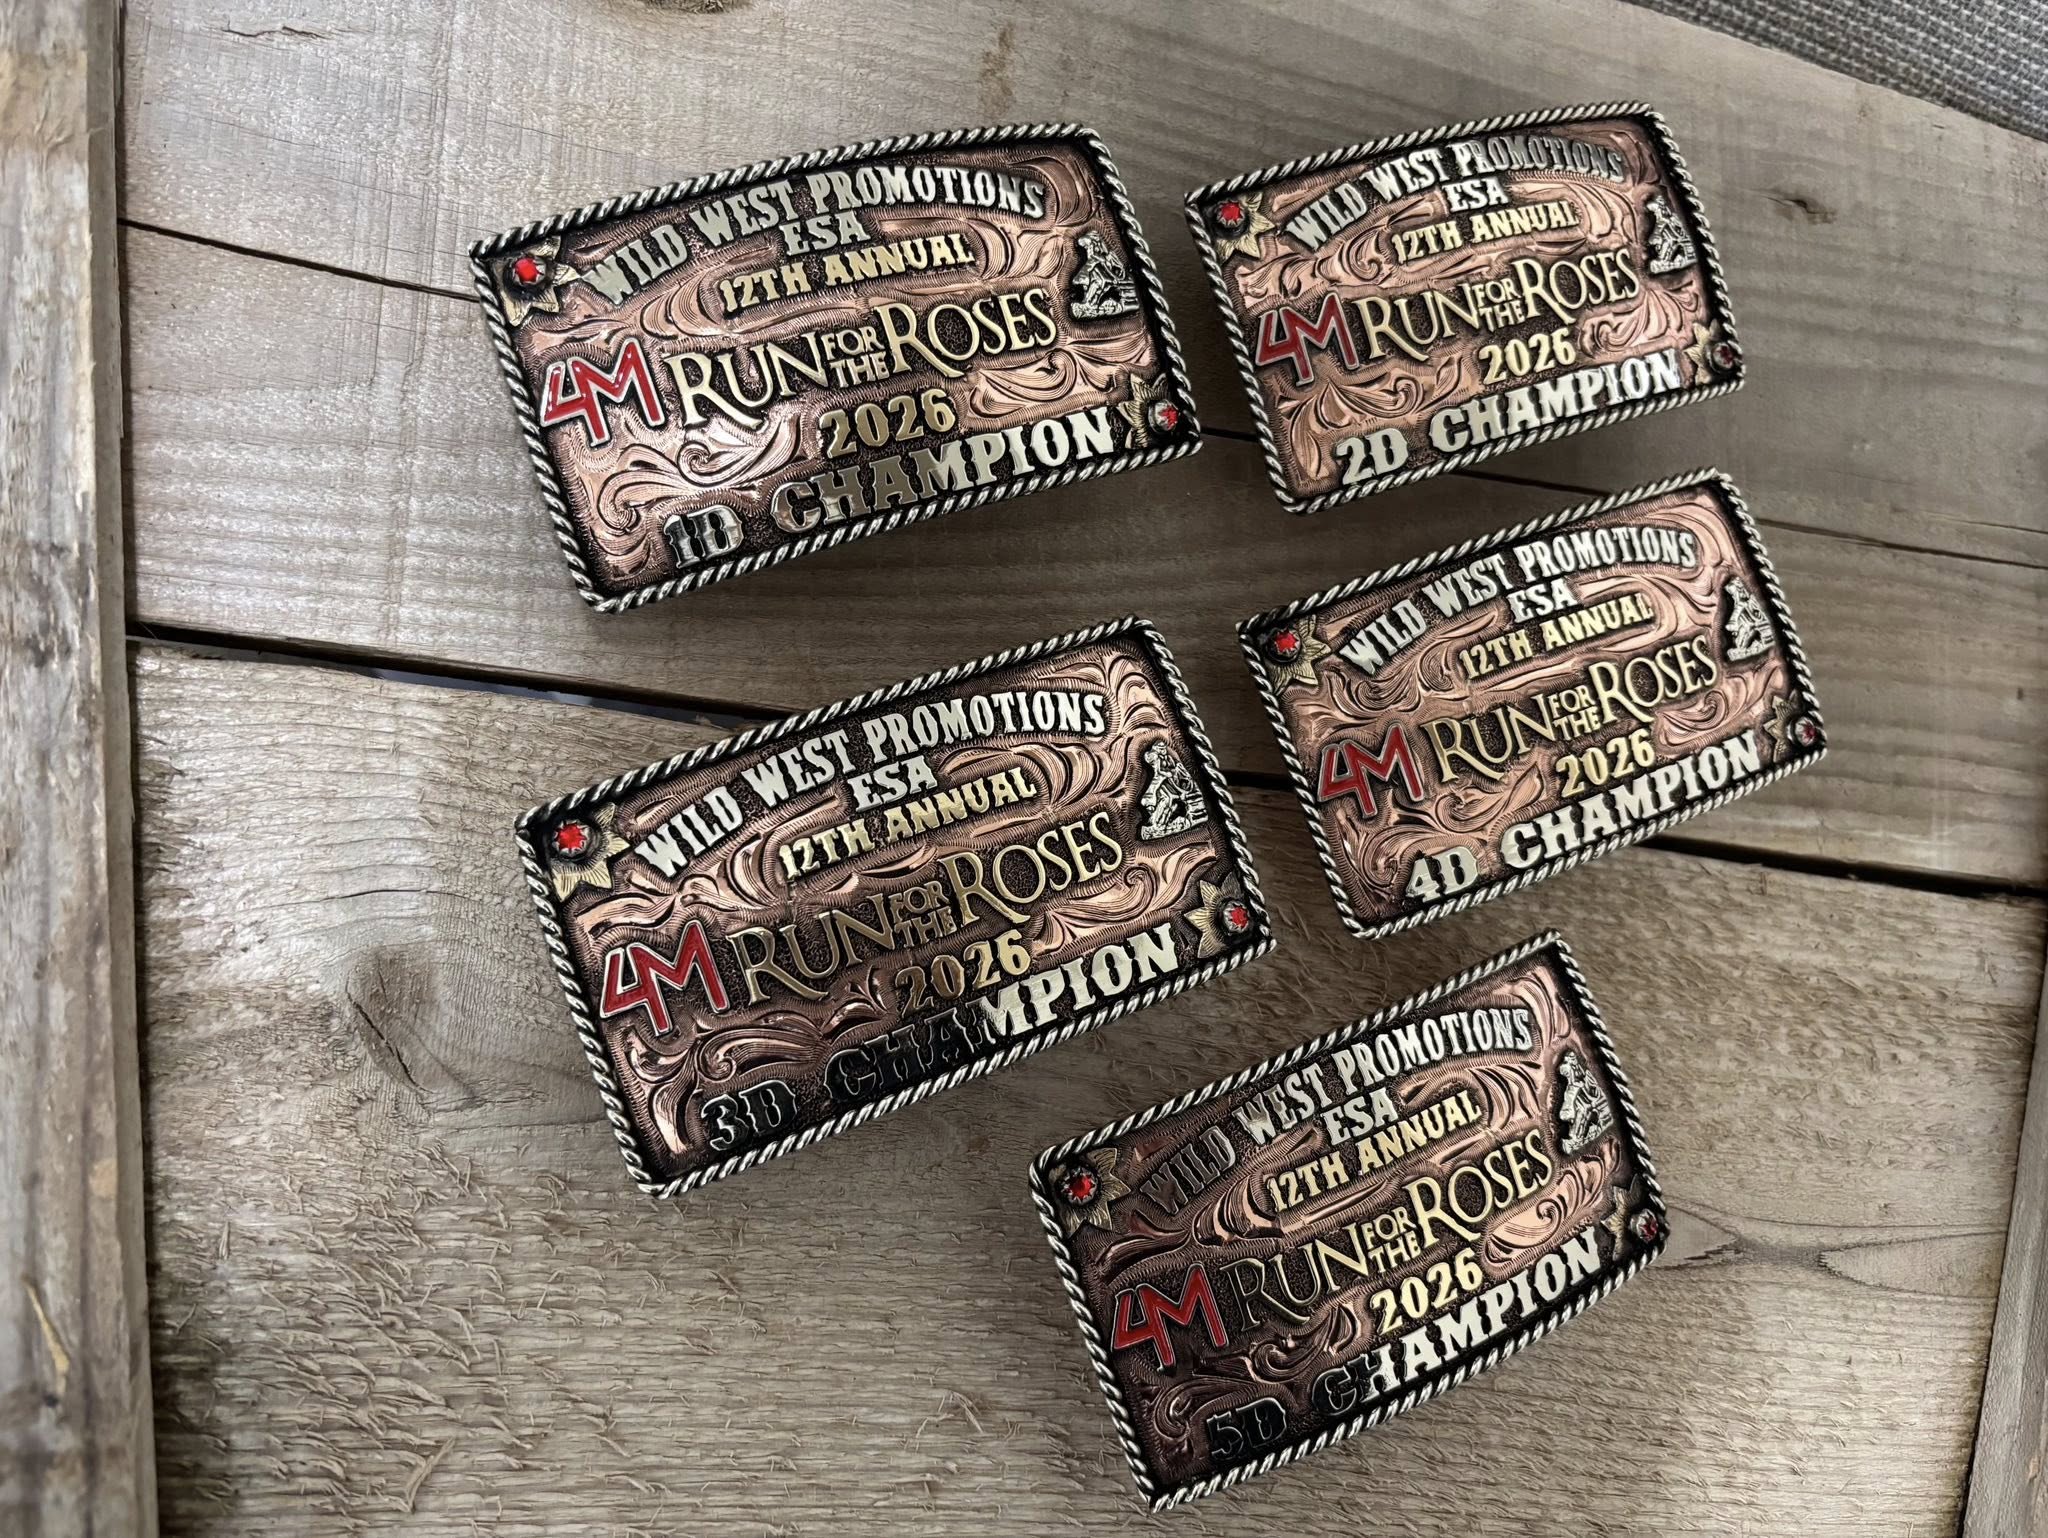 WILD WEST PROMOTIONS
ESA
12TH ANNUAL
4M RUN FOR THE ROSES
2026
1D CHAMPION
WILD WEST PROMOTIONS
ESA
12TH ANNUAL
4M RUN FOR THE ROSES
2026
2D CHAMPION
WILD WEST PROMOTIONS
ESA
12TH ANNUAL
4M RUN FOR THE ROSES
2026
3D CHAMPION
WILD WEST PROMOTIONS
ESA
12TH ANNUAL
4M RUN FOR THE ROSES
2026
4D CHAMPION
WILD WEST PROMOTIONS
ESA
12TH ANNUAL
4M RUN FOR THE ROSES
2026
5D CHAMPION